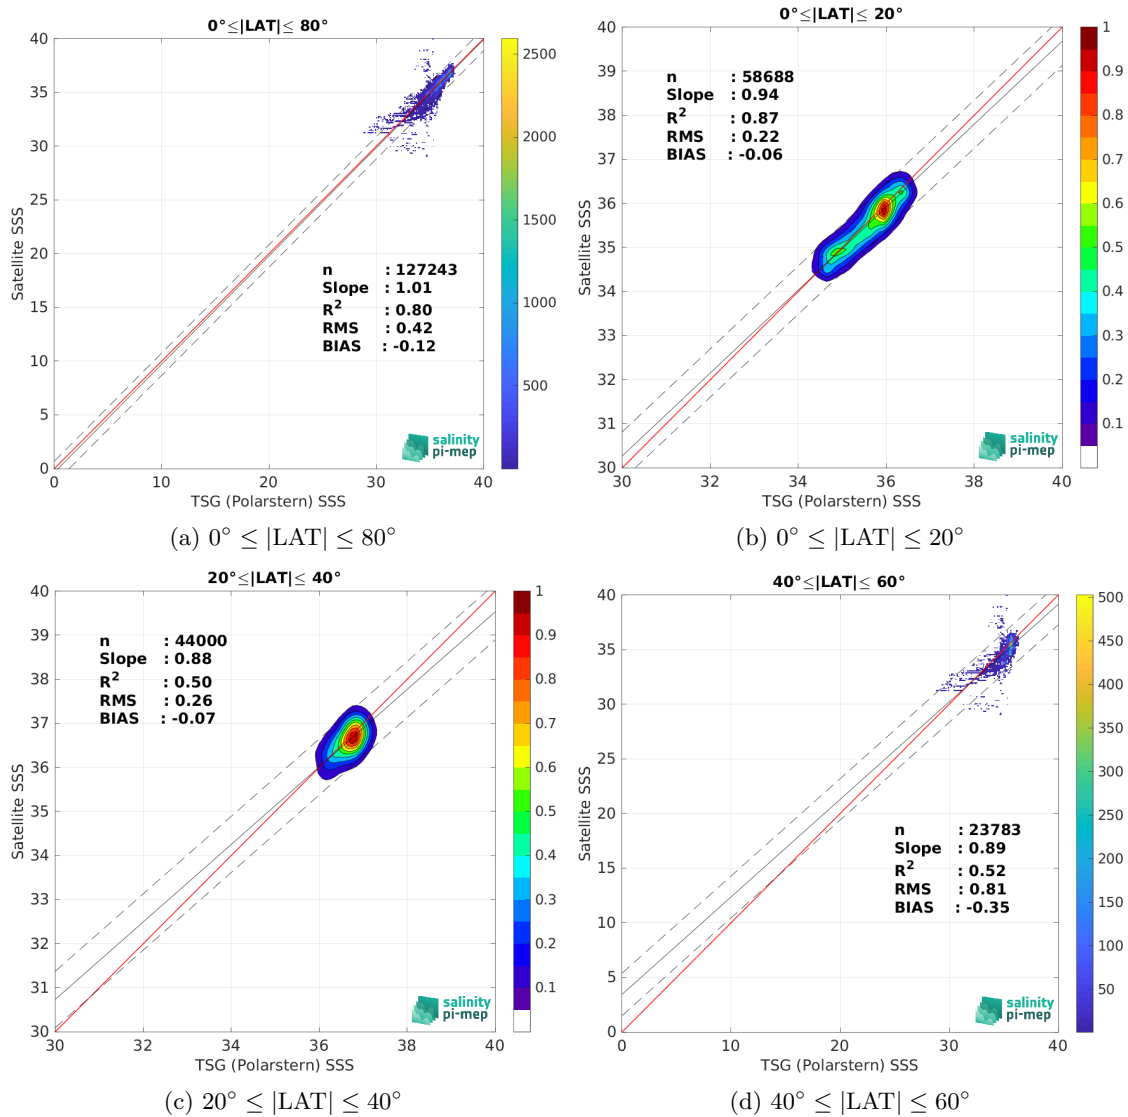 0°≤|LAT|≤ 80°
40
35
30
25
20
15
10
5
0
0
10
20
30
40
Satellite SSS
TSG (Polarstern) SSS
n : 127243
Slope : 1.01
R² : 0.80
RMS : 0.42
BIAS : -0.12
salinity
pi-mep
2500
2000
1500
1000
500
(a) 0° ≤ |LAT| ≤ 80°
0°≤|LAT|≤ 20°
40
39
38
37
36
35
34
33
32
31
30
30
32
34
36
38
40
Satellite SSS
TSG (Polarstern) SSS
n : 58688
Slope : 0.94
R² : 0.87
RMS : 0.22
BIAS : -0.06
salinity
pi-mep
1
0.9
0.8
0.7
0.6
0.5
0.4
0.3
0.2
0.1
(b) 0° ≤ |LAT| ≤ 20°
20°≤|LAT|≤ 40°
40
39
38
37
36
35
34
33
32
31
30
30
32
34
36
38
40
Satellite SSS
TSG (Polarstern) SSS
n : 44000
Slope : 0.88
R² : 0.50
RMS : 0.26
BIAS : -0.07
salinity
pi-mep
1
0.9
0.8
0.7
0.6
0.5
0.4
0.3
0.2
0.1
(c) 20° ≤ |LAT| ≤ 40°
40°≤|LAT|≤ 60°
40
35
30
25
20
15
10
5
0
0
10
20
30
40
Satellite SSS
TSG (Polarstern) SSS
n : 23783
Slope : 0.89
R² : 0.52
RMS : 0.81
BIAS : -0.35
salinity
pi-mep
500
450
400
350
300
250
200
150
100
50
(d) 40° ≤ |LAT| ≤ 60°